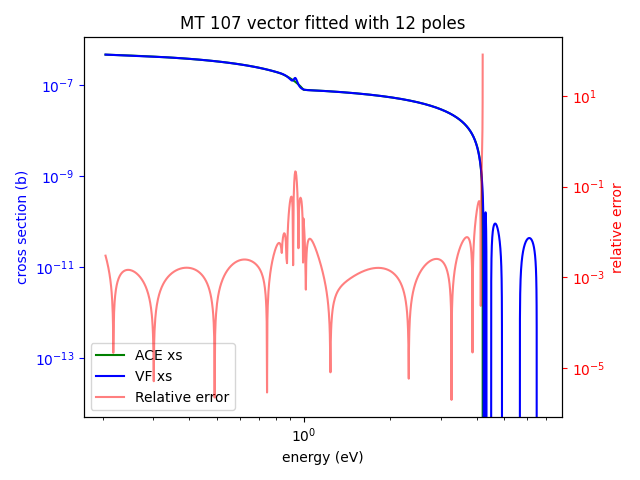 MT 107 vector fitted with 12 poles
10⁻⁷
10⁻⁹
10⁻¹¹
10⁻¹³
cross section (b)
10¹
10⁻¹
10⁻³
10⁻⁵
relative error
ACE xs
VF xs
Relative error
10⁰
energy (eV)